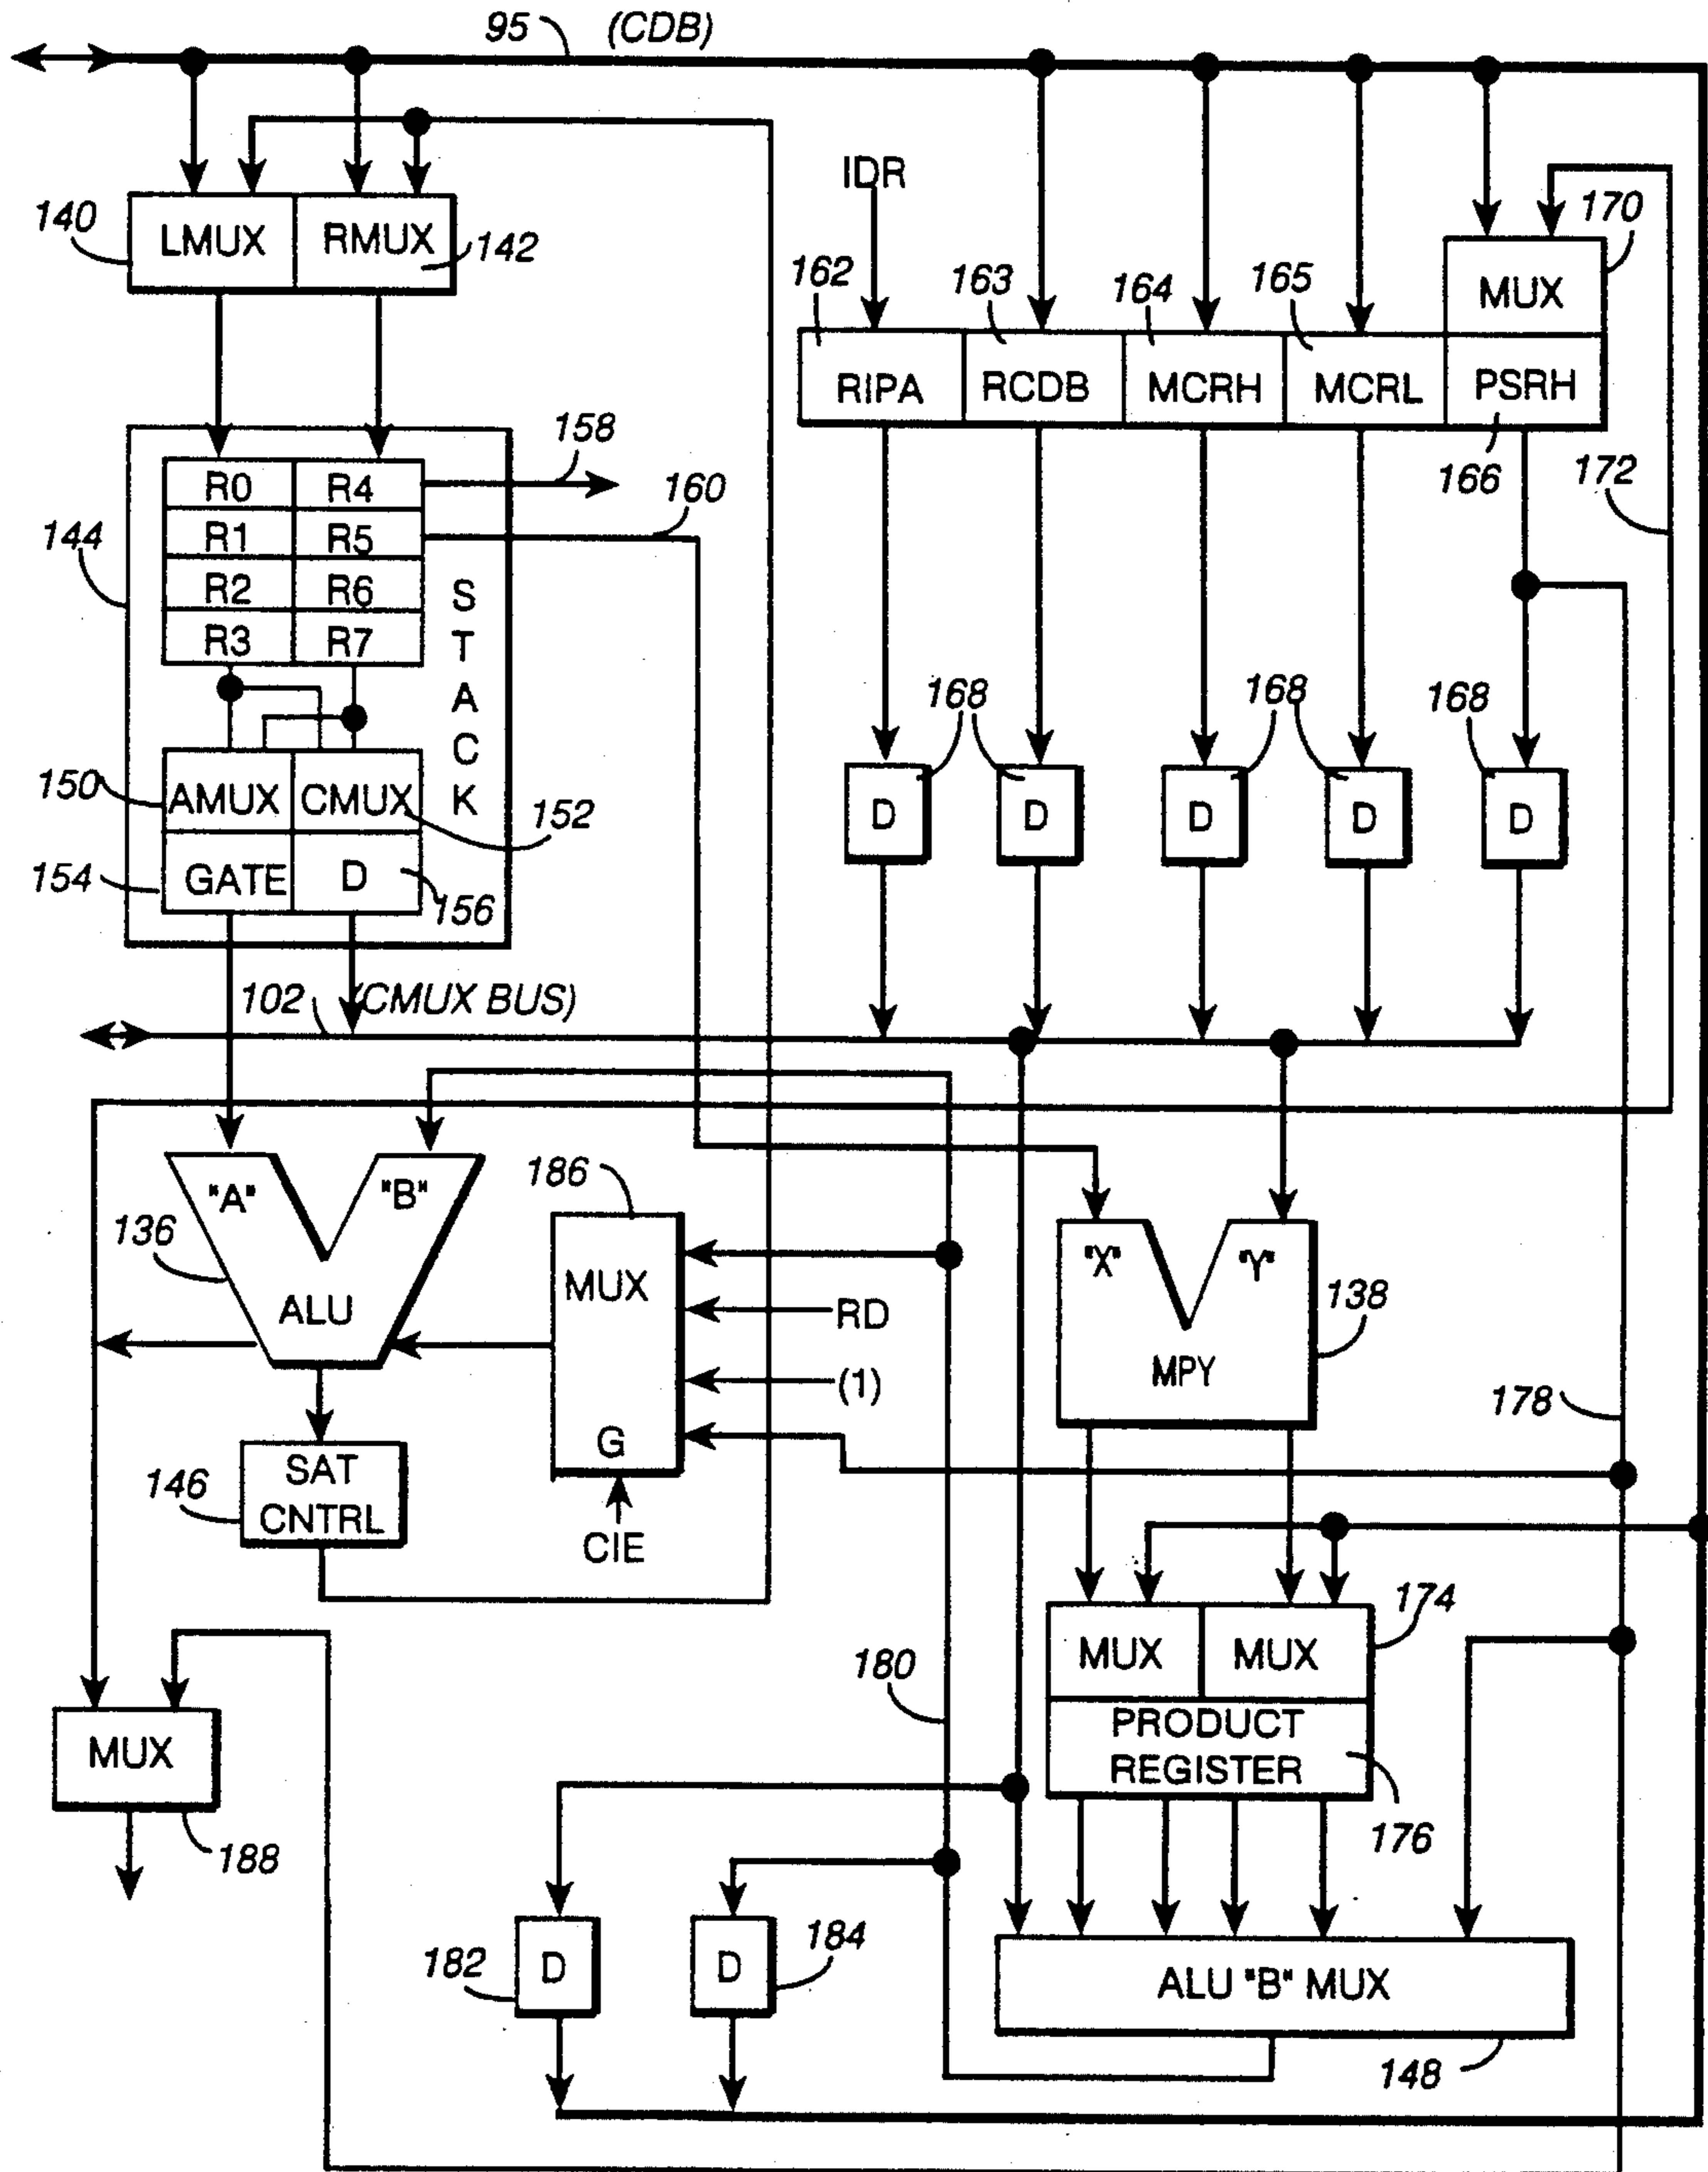 95 (CDB)
IDR
140 LMUX RMUX 142
170
162 163 164 165 MUX
RIPA RCDB MCRH MCRL PSRH
158
166 172
160
R0 R4
144 R1 R5
R2 R6
R3 R7
STACK
168 168 168
150 AMUX CMUX 152
D D D D D
154 GATE D 156
102 (CMUX BUS)
186
"A" "B"
136
ALU
MUX
RD
(1)
G
CIE
"X" "Y"
138
MPY
178
146 SAT
CNTRL
174
180 MUX MUX
PRODUCT
REGISTER
176
MUX
188
182 D D 184
ALU "B" MUX
148